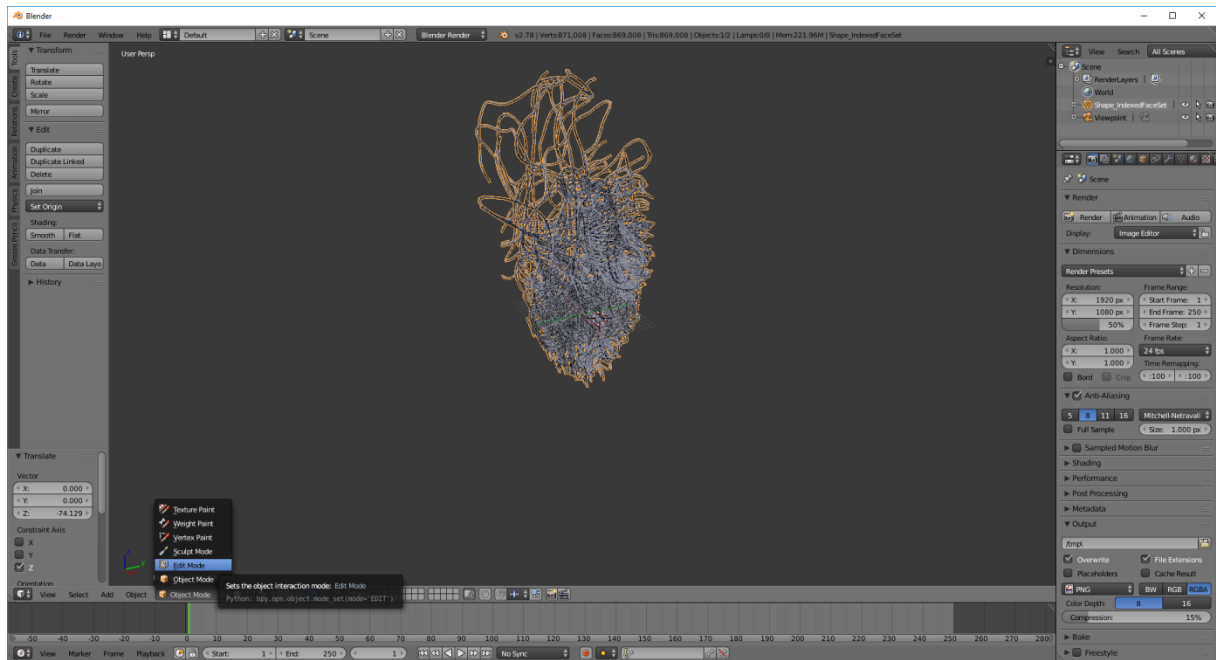 Blender
File Render Window Help Default Scene Blender Render v2.78 | Verts:871,008 | Faces:869,008 | Tris:869,008 | Objects:1/2 | Lamps:0/0 | Mem:221.96M | Shape_IndexedFaceSet
Tools
Create
Relations
Animation
Physics
Grease Pencil
Transform
Translate
Rotate
Scale
Mirror
Edit
Duplicate
Duplicate Linked
Delete
Join
Set Origin
Shading:
Smooth Flat
Data Transfer:
Data Data Layo
History
Translate
Vector
X: 0.000
Y: 0.000
Z: -74.129
Constraint Axis
X
Y
Z
Orientation
User Persp
Texture Paint
Weight Paint
Vertex Paint
Sculpt Mode
Edit Mode
Object Mode
Sets the object interaction mode: Edit Mode
Python: bpy.ops.object.mode_set(mode='EDIT')
View Select Add Object Object Mode
-50 -40 -30 -20 -10 0 10 20 30 40 50 60 70 80 90 100 110 120 130 140 150 160 170 180 190 200 210 220 230 240 250 260 270 280
View Marker Frame Playback Start: 1 End: 250 1 No Sync
View Search All Scenes
Scene
RenderLayers
World
Shape_IndexedFaceSet
Viewpoint
Scene
Render
Render Animation Audio
Display: Image Editor
Dimensions
Render Presets
Resolution: Frame Range:
X: 1920 px Start Frame: 1
Y: 1080 px End Frame: 250
50% Frame Step: 1
Aspect Ratio: Frame Rate:
X: 1.000 24 fps
Y: 1.000 Time Remapping:
Bord Crop :100 :100
Anti-Aliasing
5 8 11 16 Mitchell-Netravali
Full Sample Size: 1.000 px
Sampled Motion Blur
Shading
Performance
Post Processing
Metadata
Output
/tmp\
Overwrite File Extensions
Placeholders Cache Result
PNG BW RGB RGBA
Color Depth: 8 16
Compression: 15%
Bake
Freestyle